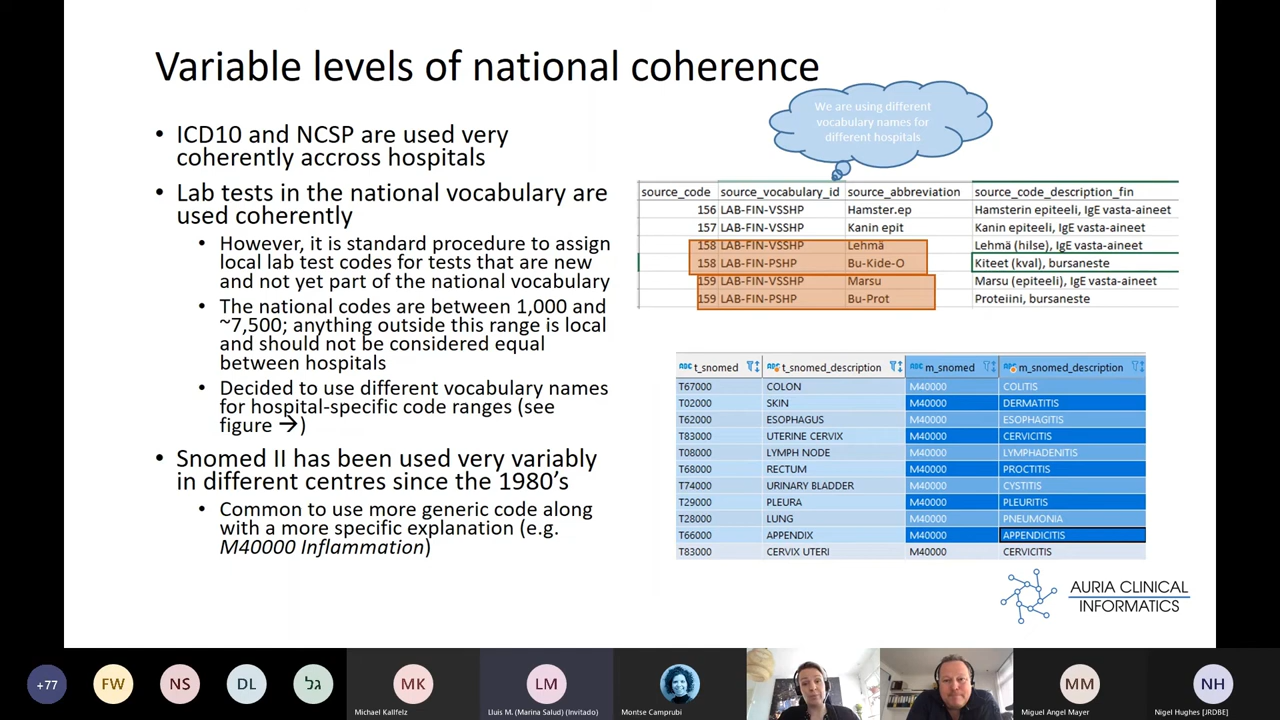 Variable levels of national coherence
We are using different
vocabulary names for
different hospitals
• ICD10 and NCSP are used very
coherently accross hospitals
• Lab tests in the national vocabulary are
used coherently
• However, it is standard procedure to assign
local lab test codes for tests that are new
and not yet part of the national vocabulary
• The national codes are between 1,000 and
~7,500; anything outside this range is local
and should not be considered equal
between hospitals
• Decided to use different vocabulary names
for hospital-specific code ranges (see
figure →)
• Snomed II has been used very variably
in different centres since the 1980's
• Common to use more generic code along
with a more specific explanation (e.g.
M40000 Inflammation)
source_code source_vocabulary_id source_abbreviation source_code_description_fin
156 LAB-FIN-VSSHP Hamster.ep Hamsterin epiteeli, IgE vasta-aineet
157 LAB-FIN-VSSHP Kanin epit Kanin epiteeli, IgE vasta-aineet
158 LAB-FIN-VSSHP Lehmä Lehmä (hilse), IgE vasta-aineet
158 LAB-FIN-PSHP Bu-Kide-O Kiteet (kval), bursaneste
159 LAB-FIN-VSSHP Marsu Marsu (epiteeli), IgE vasta-aineet
159 LAB-FIN-PSHP Bu-Prot Proteiini, bursaneste
ABC t_snomed ABC t_snomed_description ABC m_snomed ABC m_snomed_description
T67000 COLON M40000 COLITIS
T02000 SKIN M40000 DERMATITIS
T62000 ESOPHAGUS M40000 ESOPHAGITIS
T83000 UTERINE CERVIX M40000 CERVICITIS
T08000 LYMPH NODE M40000 LYMPHADENITIS
T68000 RECTUM M40000 PROCTITIS
T74000 URINARY BLADDER M40000 CYSTITIS
T29000 PLEURA M40000 PLEURITIS
T28000 LUNG M40000 PNEUMONIA
T66000 APPENDIX M40000 APPENDICITIS
T83000 CERVIX UTERI M40000 CERVICITIS
AURIA CLINICAL
INFORMATICS
+77 FW NS DL גל MK LM MM NH
Michael Kallfelz Lluis M. (Marina Salud) (Invitado) Montse Camprubi Miguel Angel Mayer Nigel Hughes [JRDBE]